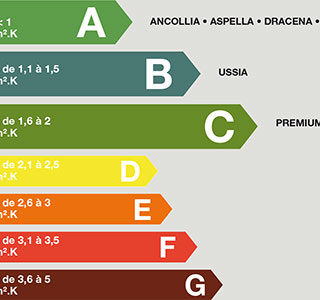 < 1
m².K
A
ANCOLLIA • ASPELLA • DRACENA •
de 1,1 à 1,5
m².K
B
USSIA
de 1,6 à 2
m².K
C
PREMIUM
de 2,1 à 2,5
m².K
D
de 2,6 à 3
m².K
E
de 3,1 à 3,5
m².K
F
de 3,6 à 5
m².K
G